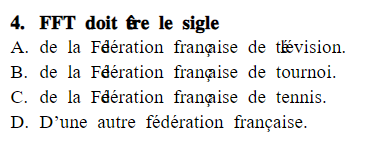 4. FFT doit être le sigle
A. de la Fédération française de télévision.
B. de la Fédération française de tournoi.
C. de la Fédération française de tennis.
D. D'une autre fédération française.